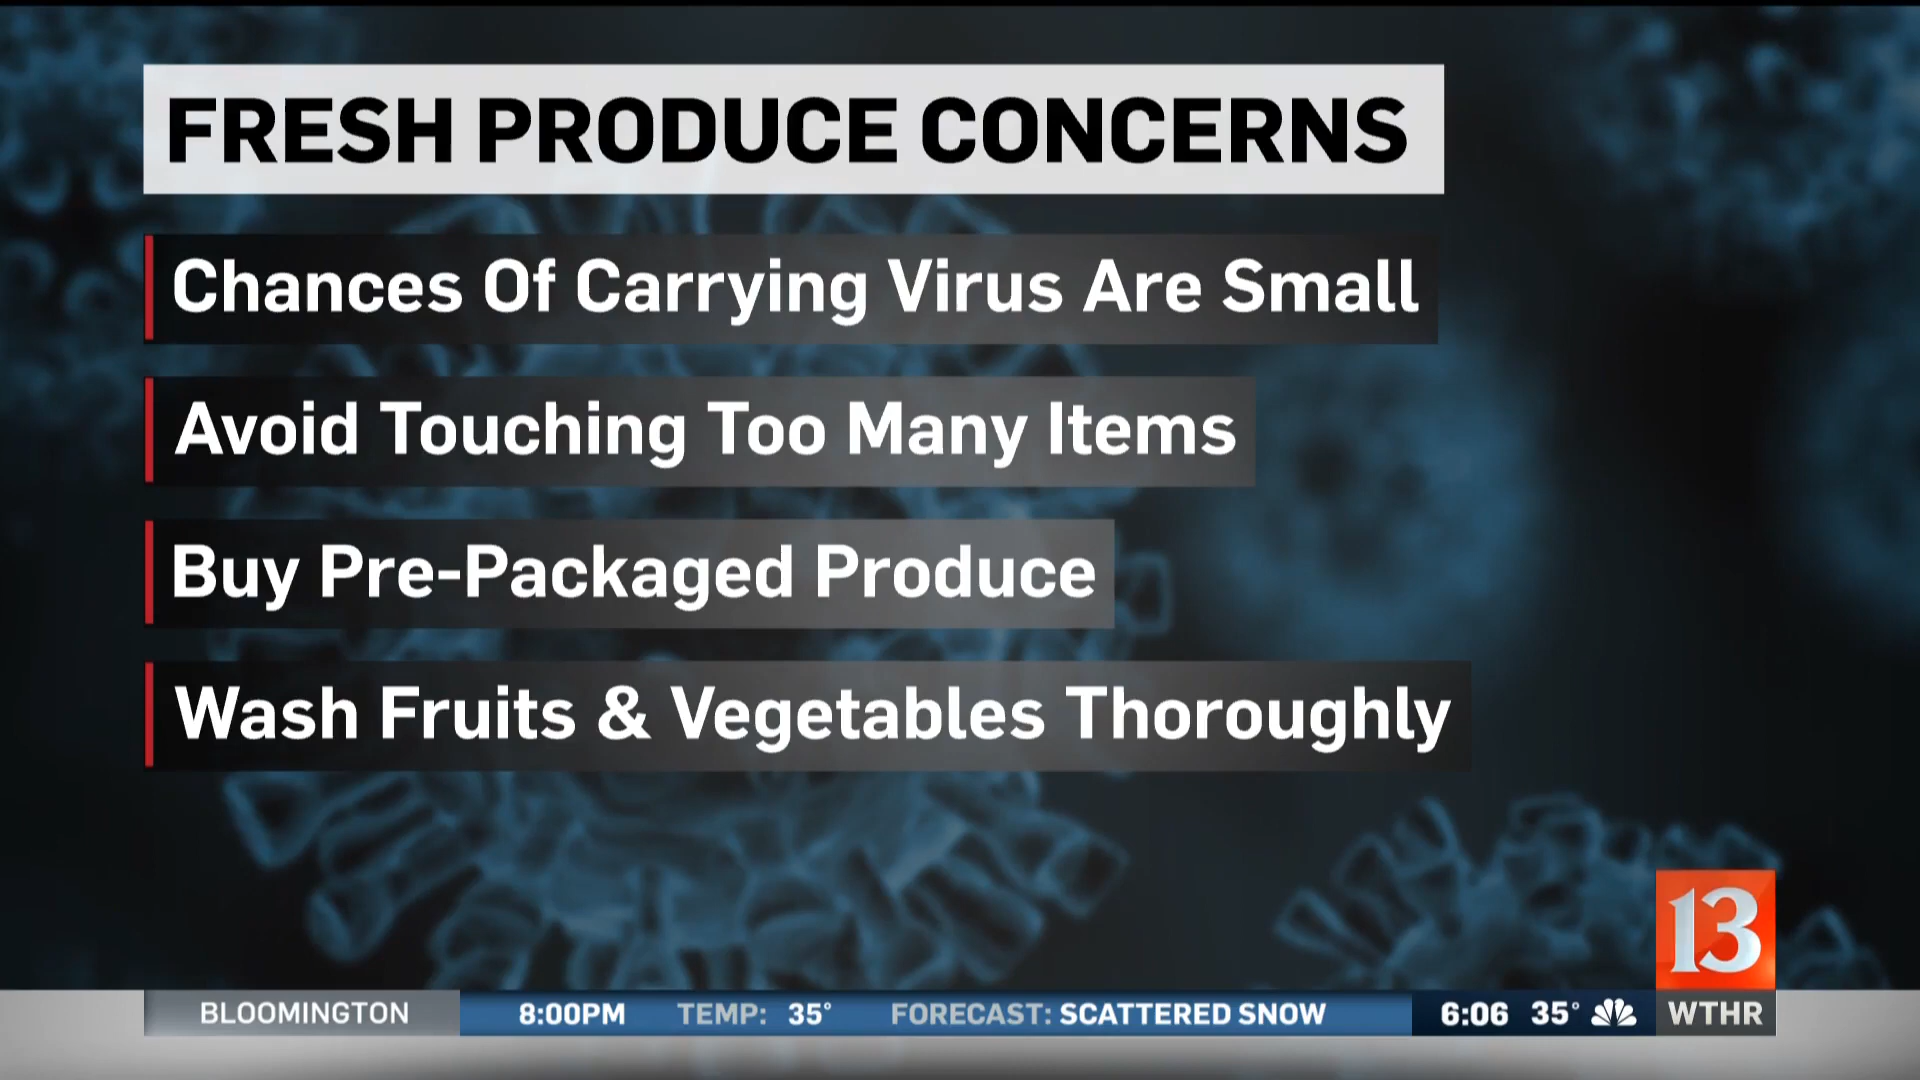 FRESH PRODUCE CONCERNS
Chances Of Carrying Virus Are Small
Avoid Touching Too Many Items
Buy Pre-Packaged Produce
Wash Fruits & Vegetables Thoroughly
13
BLOOMINGTON 8:00PM TEMP: 35° FORECAST: SCATTERED SNOW 6:06 35° WTHR